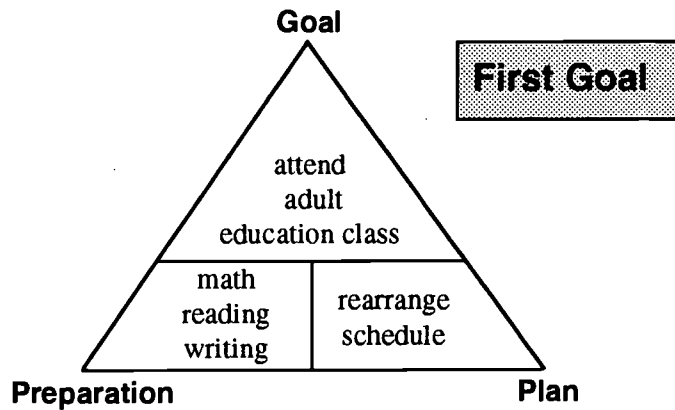 Goal
First Goal
attend
adult
education class
math
reading
writing
rearrange
schedule
Preparation
Plan